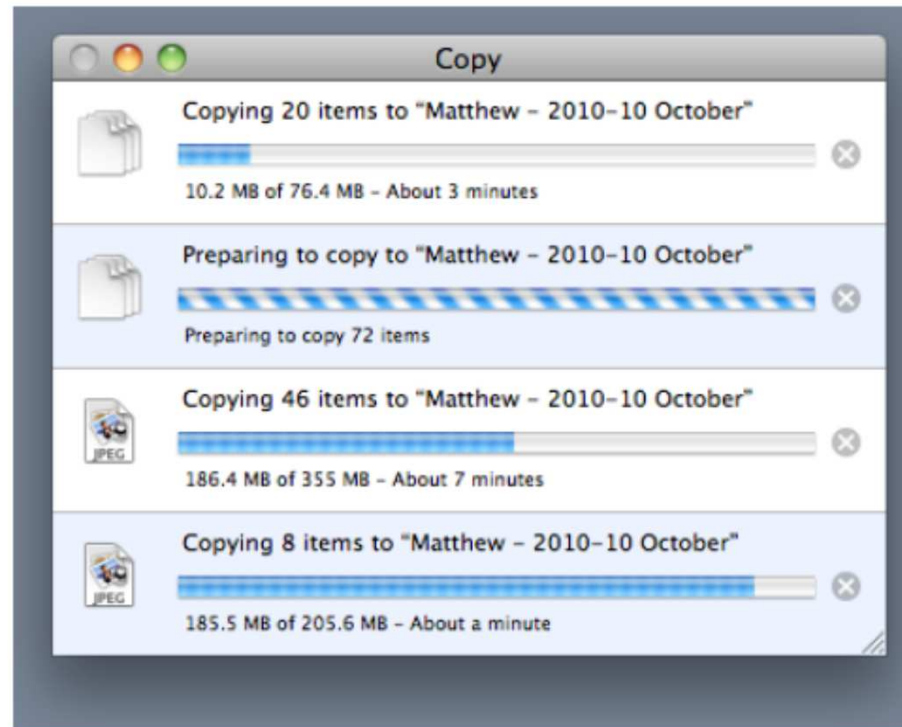 Copy
Copying 20 items to “Matthew – 2010-10 October”
10.2 MB of 76.4 MB – About 3 minutes
Preparing to copy to “Matthew – 2010-10 October”
Preparing to copy 72 items
Copying 46 items to “Matthew – 2010-10 October”
JPEG
186.4 MB of 355 MB – About 7 minutes
Copying 8 items to “Matthew – 2010-10 October”
JPEG
185.5 MB of 205.6 MB – About a minute